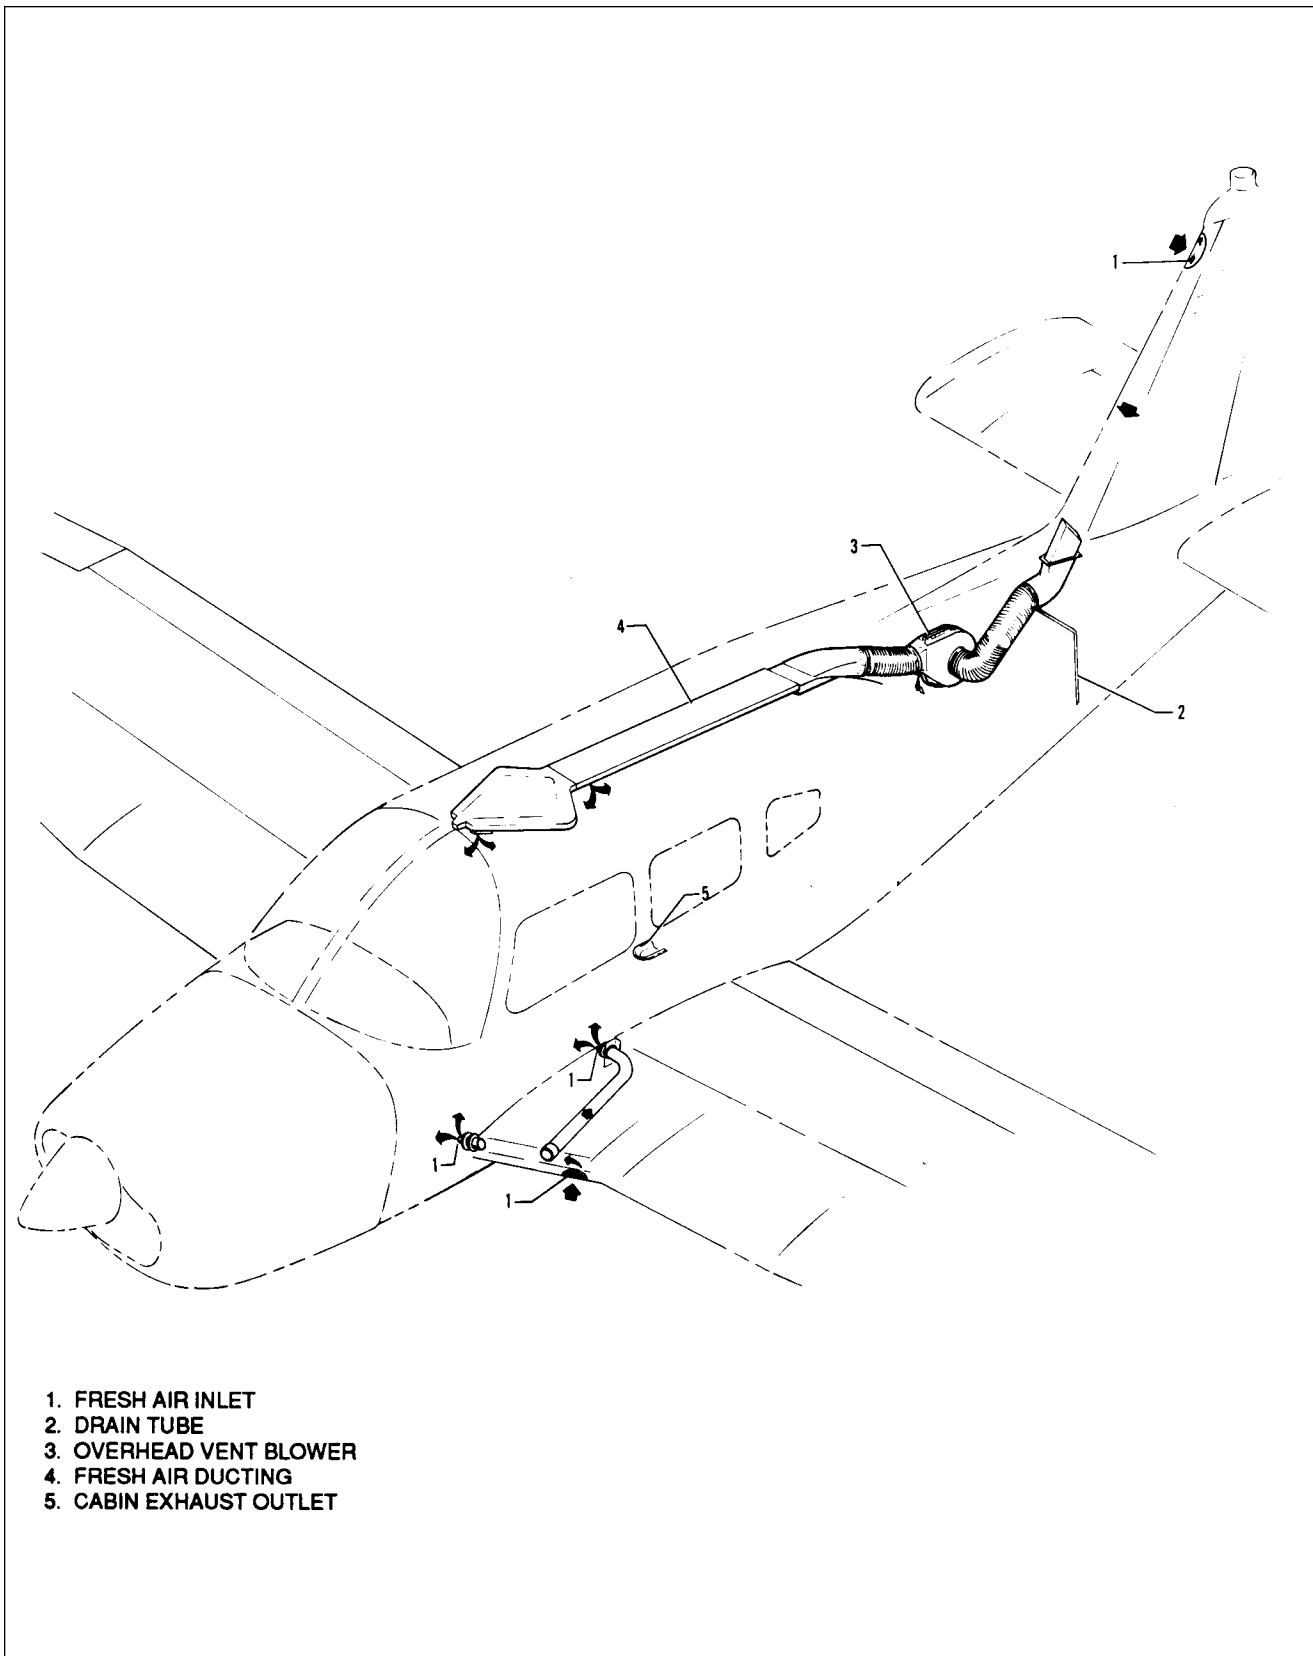 1
3
4
2
5
1
1
1
1. FRESH AIR INLET
2. DRAIN TUBE
3. OVERHEAD VENT BLOWER
4. FRESH AIR DUCTING
5. CABIN EXHAUST OUTLET